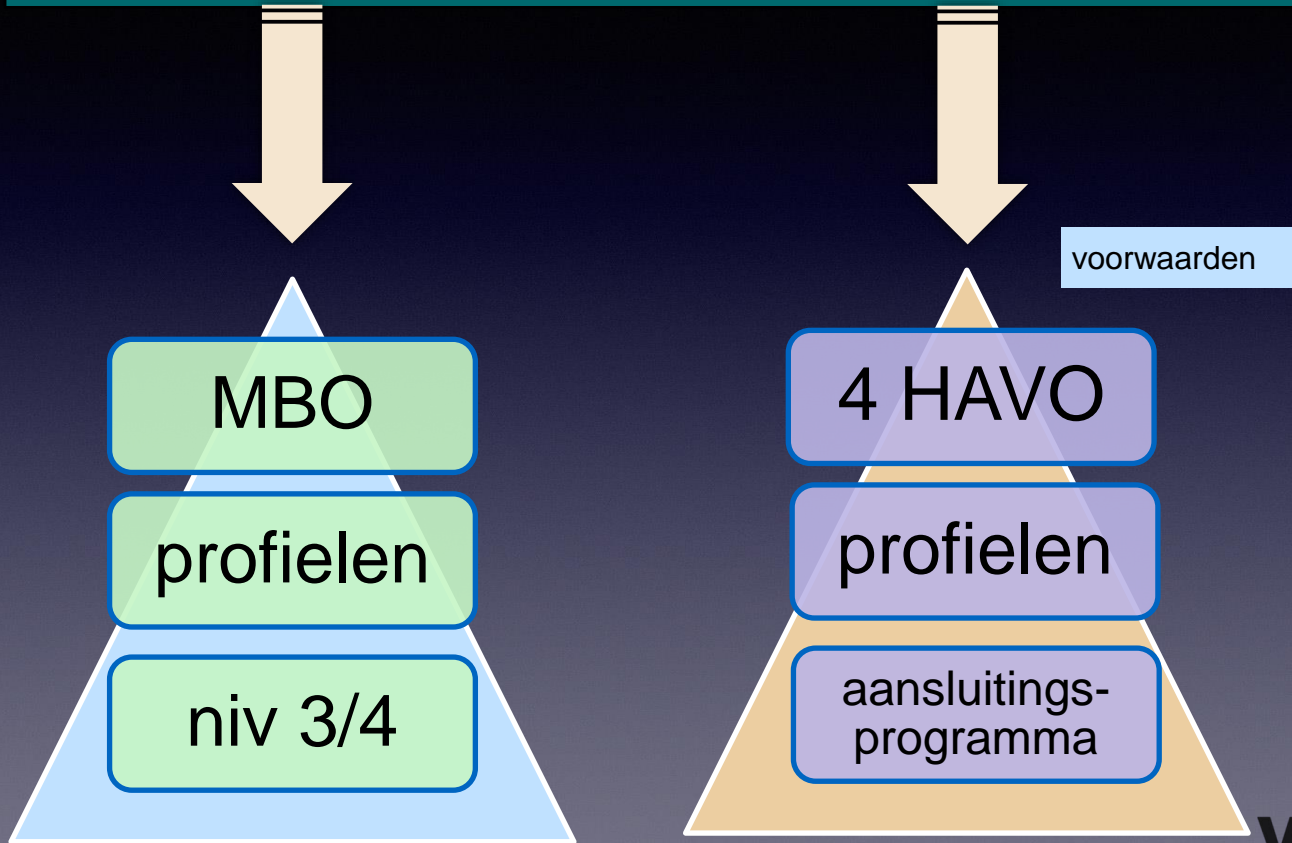 voorwaarden
MBO
profielen
niv 3/4
4 HAVO
profielen
aansluitings-
programma